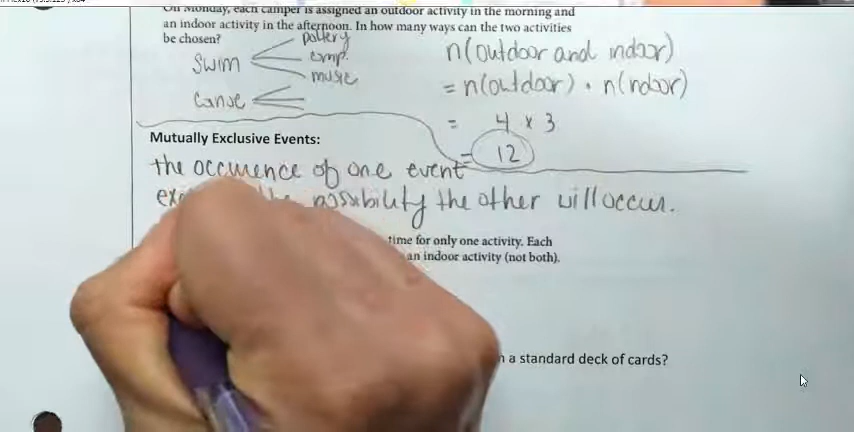 On Monday, each camper is assigned an outdoor activity in the morning and
an indoor activity in the afternoon. In how many ways can the two activities
be chosen?
pottery
swim
comp.
music
canoe
n(outdoor and indoor)
= n(outdoor) · n(indoor)
= 4 x 3
= 12
Mutually Exclusive Events:
the occurence of one event
the possibility the other will occur.
time for only one activity. Each
an indoor activity (not both).
a standard deck of cards?